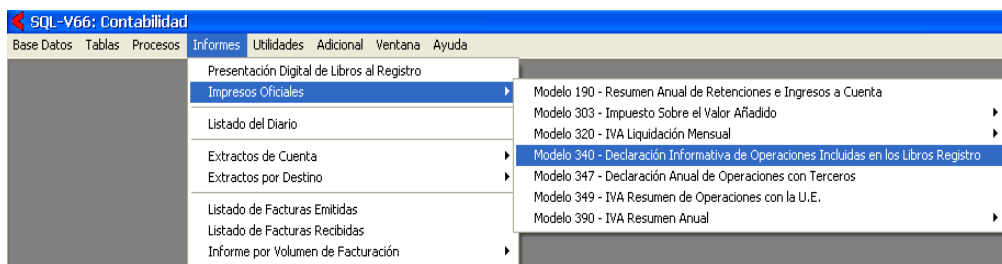 SQL-V66: Contabilidad
Base Datos Tablas Procesos Informes Utilidades Adicional Ventana Ayuda
Presentación Digital de Libros al Registro
Impresos Oficiales
Listado del Diario
Extractos de Cuenta
Extractos por Destino
Listado de Facturas Emitidas
Listado de Facturas Recibidas
Informe por Volumen de Facturación
Modelo 190 - Resumen Anual de Retenciones e Ingresos a Cuenta
Modelo 303 - Impuesto Sobre el Valor Añadido
Modelo 320 - IVA Liquidación Mensual
Modelo 340 - Declaración Informativa de Operaciones Incluidas en los Libros Registro
Modelo 347 - Declaración Anual de Operaciones con Terceros
Modelo 349 - IVA Resumen de Operaciones con la U.E.
Modelo 390 - IVA Resumen Anual